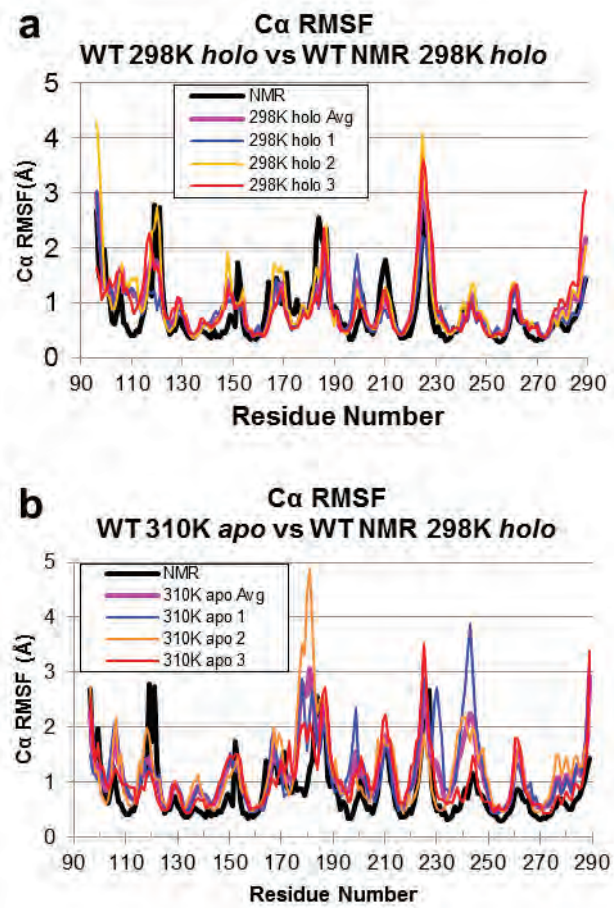 a
Cα RMSF
WT 298K holo vs WT NMR 298K holo
5
4
3
2
1
0
Cα RMSF(Å)
NMR
298K holo Avg
298K holo 1
298K holo 2
298K holo 3
90 110 130 150 170 190 210 230 250 270 290
Residue Number
b
Cα RMSF
WT 310K apo vs WT NMR 298K holo
5
4
3
2
1
0
Cα RMSF (Å)
NMR
310K apo Avg
310K apo 1
310K apo 2
310K apo 3
90 110 130 150 170 190 210 230 250 270 290
Residue Number